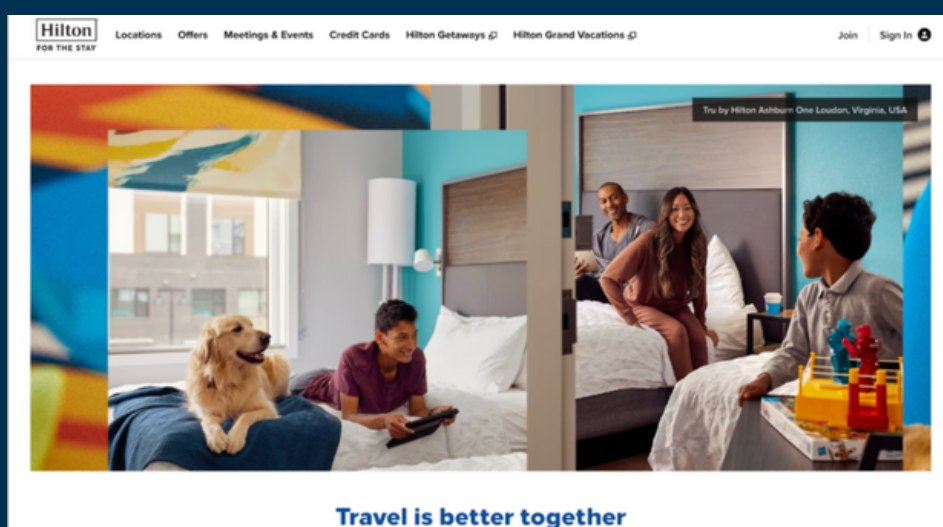 Hilton
FOR THE STAY
Locations Offers Meetings & Events Credit Cards Hilton Getaways Hilton Grand Vacations Join Sign In
Tru by Hilton Ashburn One Loudon, Virginia, USA
Travel is better together